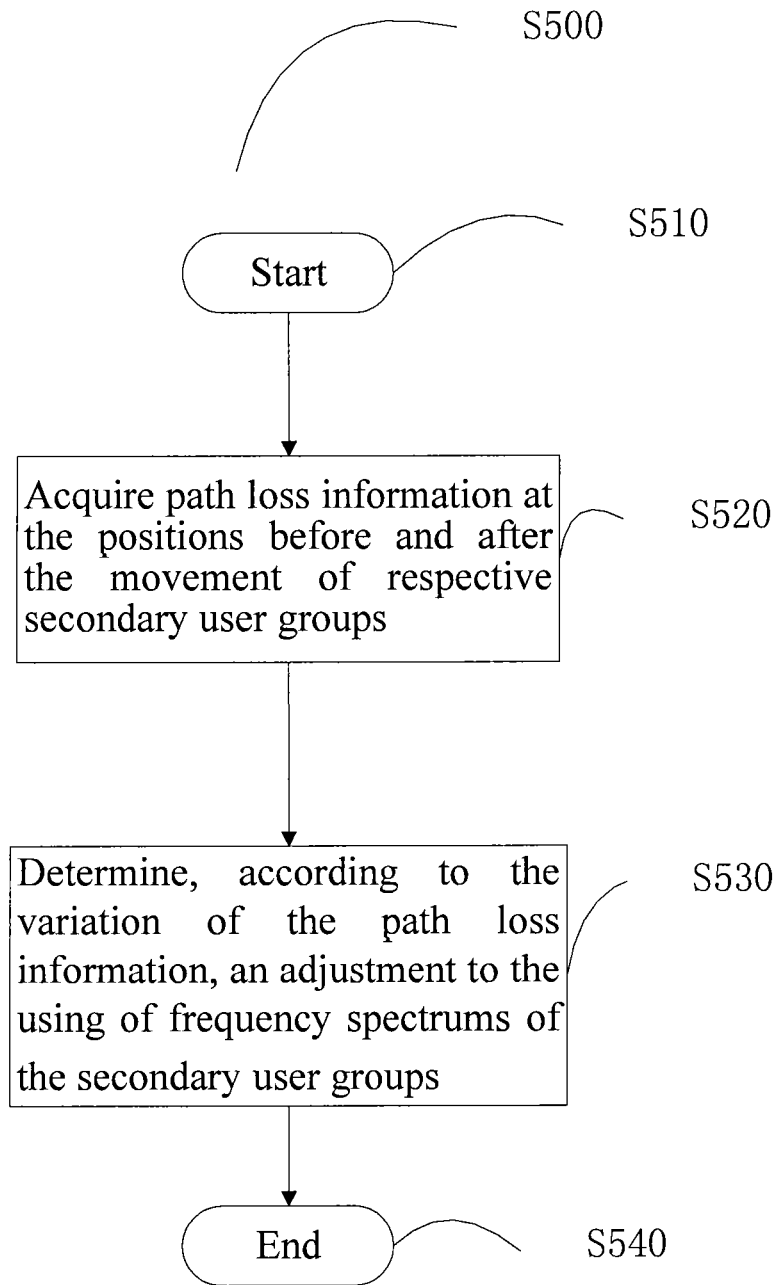 S500
S510
Start
Acquire path loss information at
the positions before and after
the movement of respective
secondary user groups
S520
Determine, according to the
variation of the path loss
information, an adjustment to the
using of frequency spectrums of
the secondary user groups
S530
End
S540